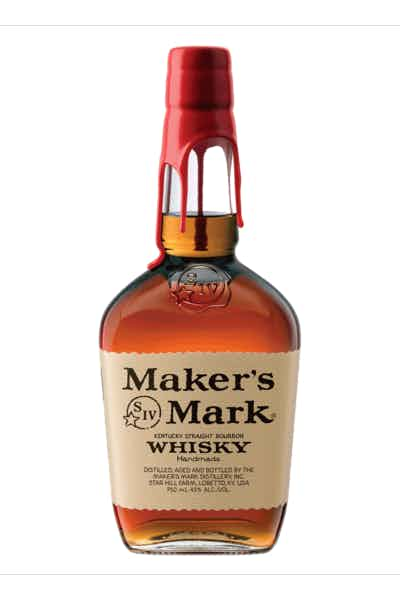 S
IV
Maker's
S IV Mark®
KENTUCKY STRAIGHT BOURBON
WHISKY
Handmade
DISTILLED, AGED AND BOTTLED BY THE
MAKER'S MARK DISTILLERY, INC.
STAR HILL FARM, LORETTO, KY. USA
750 ML 45% ALC./VOL.